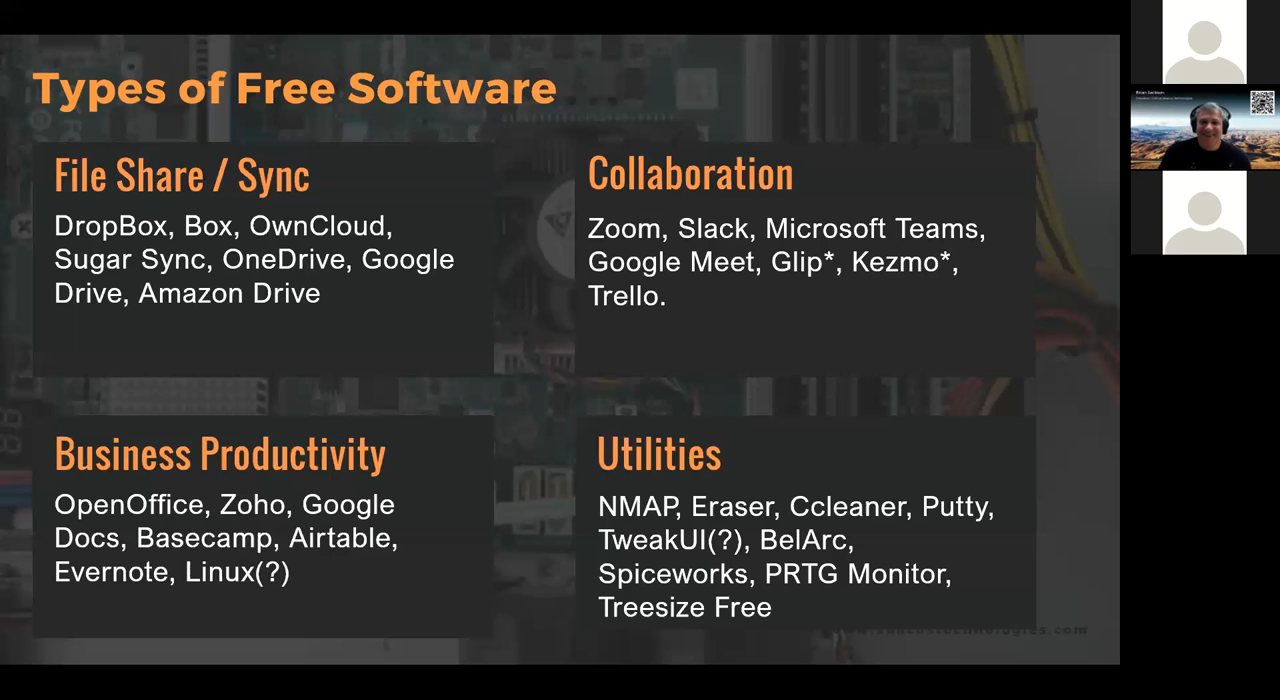 Types of Free Software
File Share / Sync
DropBox, Box, OwnCloud,
Sugar Sync, OneDrive, Google
Drive, Amazon Drive
Collaboration
Zoom, Slack, Microsoft Teams,
Google Meet, Glip*, Kezmo*,
Trello.
Business Productivity
OpenOffice, Zoho, Google
Docs, Basecamp, Airtable,
Evernote, Linux(?)
Utilities
NMAP, Eraser, Ccleaner, Putty,
TweakUI(?), BelArc,
Spiceworks, PRTG Monitor,
Treesize Free